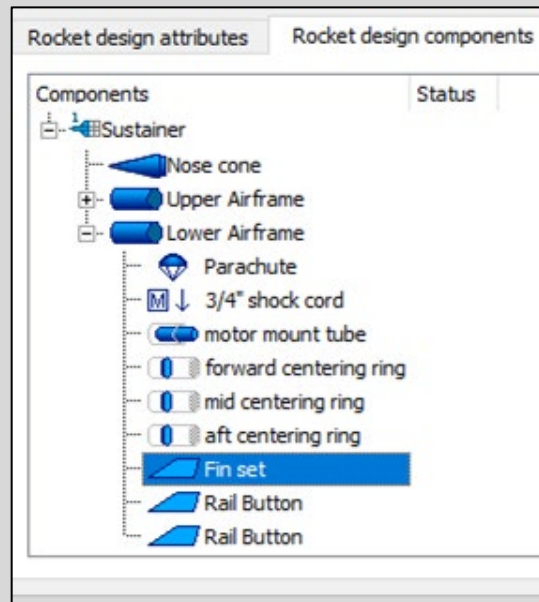 Rocket design attributes Rocket design components
Components Status
1 Sustainer
Nose cone
Upper Airframe
Lower Airframe
Parachute
M 3/4" shock cord
motor mount tube
forward centering ring
mid centering ring
aft centering ring
Fin set
Rail Button
Rail Button